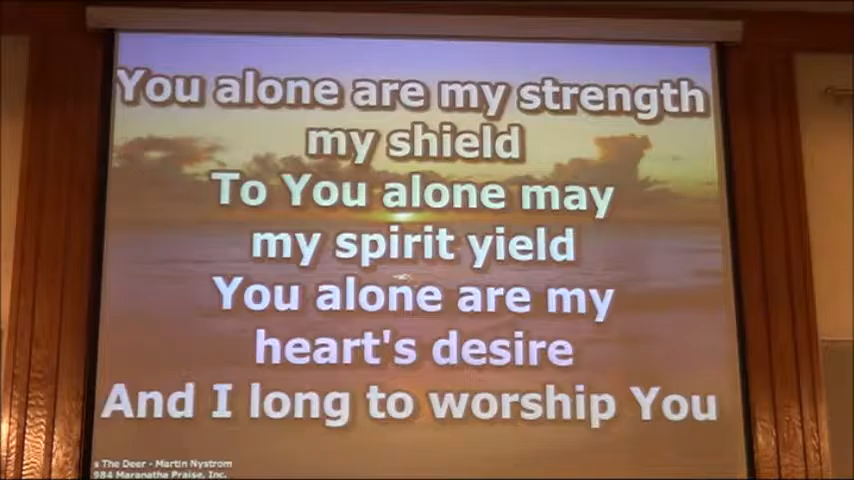 You alone are my strength
my shield
To You alone may
my spirit yield
You alone are my
heart's desire
And I long to worship You
s The Deer - Martin Nystrom
984 Maranatha Praise, Inc.